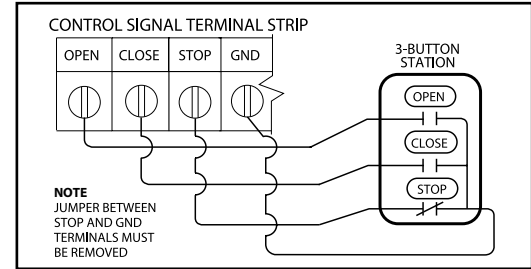 CONTROL SIGNAL TERMINAL STRIP
OPEN CLOSE STOP GND
3-BUTTON
STATION
OPEN
CLOSE
STOP
NOTE
JUMPER BETWEEN
STOP AND GND
TERMINALS MUST
BE REMOVED